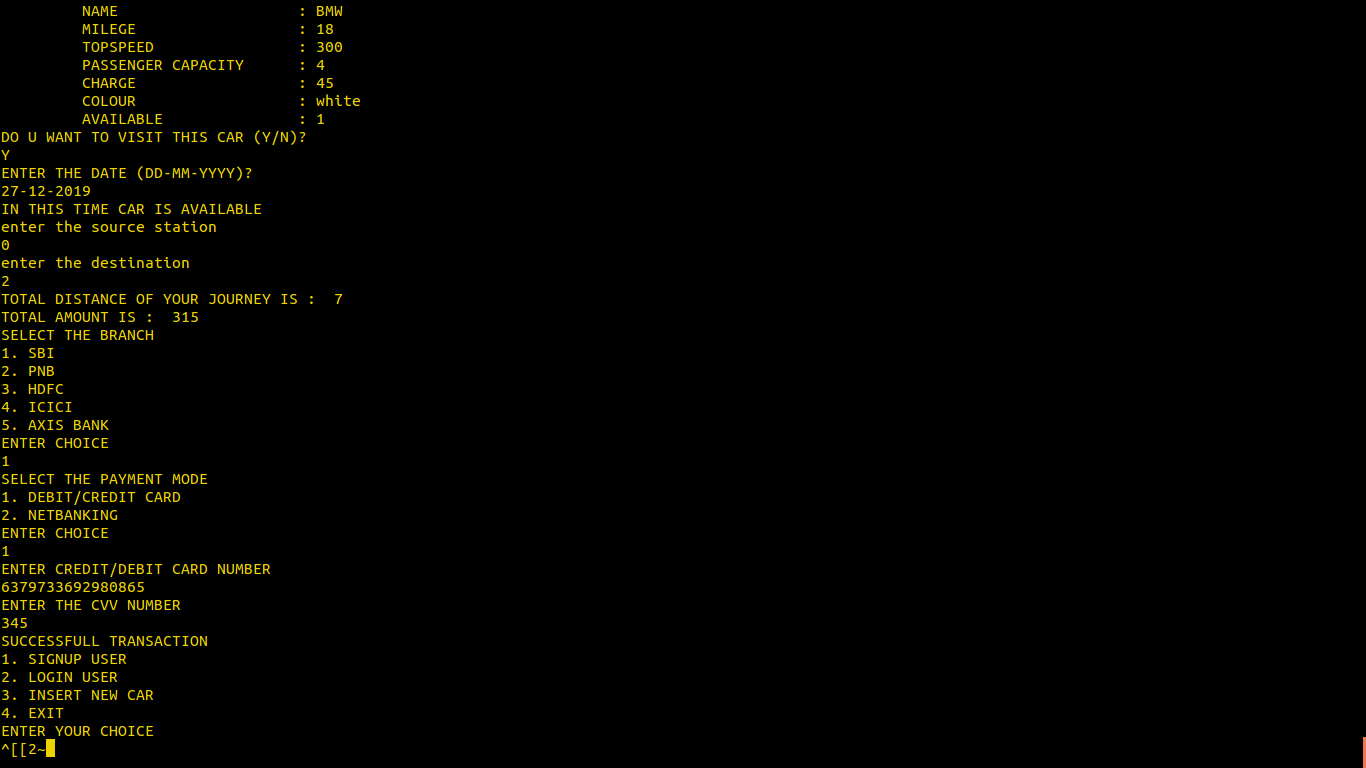 NAME : BMW
MILEGE : 18
TOPSPEED : 300
PASSENGER CAPACITY : 4
CHARGE : 45
COLOUR : white
AVAILABLE : 1
DO U WANT TO VISIT THIS CAR (Y/N)?
Y
ENTER THE DATE (DD-MM-YYYY)?
27-12-2019
IN THIS TIME CAR IS AVAILABLE
enter the source station
0
enter the destination
2
TOTAL DISTANCE OF YOUR JOURNEY IS :  7
TOTAL AMOUNT IS :  315
SELECT THE BRANCH
1. SBI
2. PNB
3. HDFC
4. ICICI
5. AXIS BANK
ENTER CHOICE
1
SELECT THE PAYMENT MODE
1. DEBIT/CREDIT CARD
2. NETBANKING
ENTER CHOICE
1
ENTER CREDIT/DEBIT CARD NUMBER
6379733692980865
ENTER THE CVV NUMBER
345
SUCCESSFULL TRANSACTION
1. SIGNUP USER
2. LOGIN USER
3. INSERT NEW CAR
4. EXIT
ENTER YOUR CHOICE
^[[2~